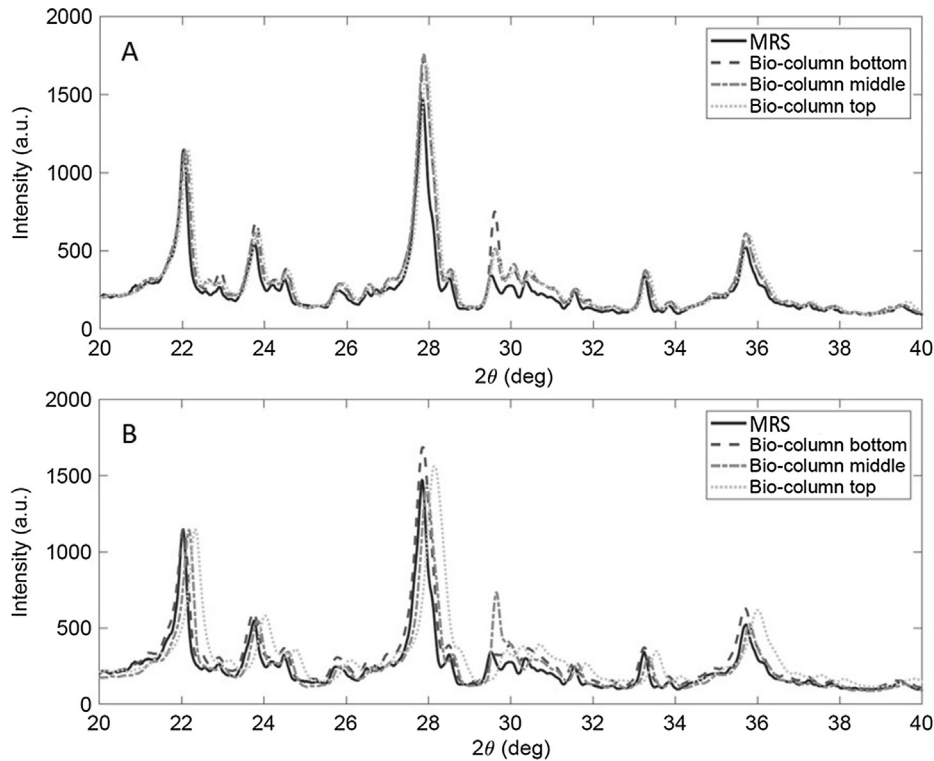 2000
A
MRS
Bio-column bottom
Bio-column middle
Bio-column top
1500
1000
500
0
Intensity (a.u.)
20 22 24 26 28 30 32 34 36 38 40
2θ (deg)
2000
B
MRS
Bio-column bottom
Bio-column middle
Bio-column top
1500
1000
500
0
Intensity (a.u.)
20 22 24 26 28 30 32 34 36 38 40
2θ (deg)